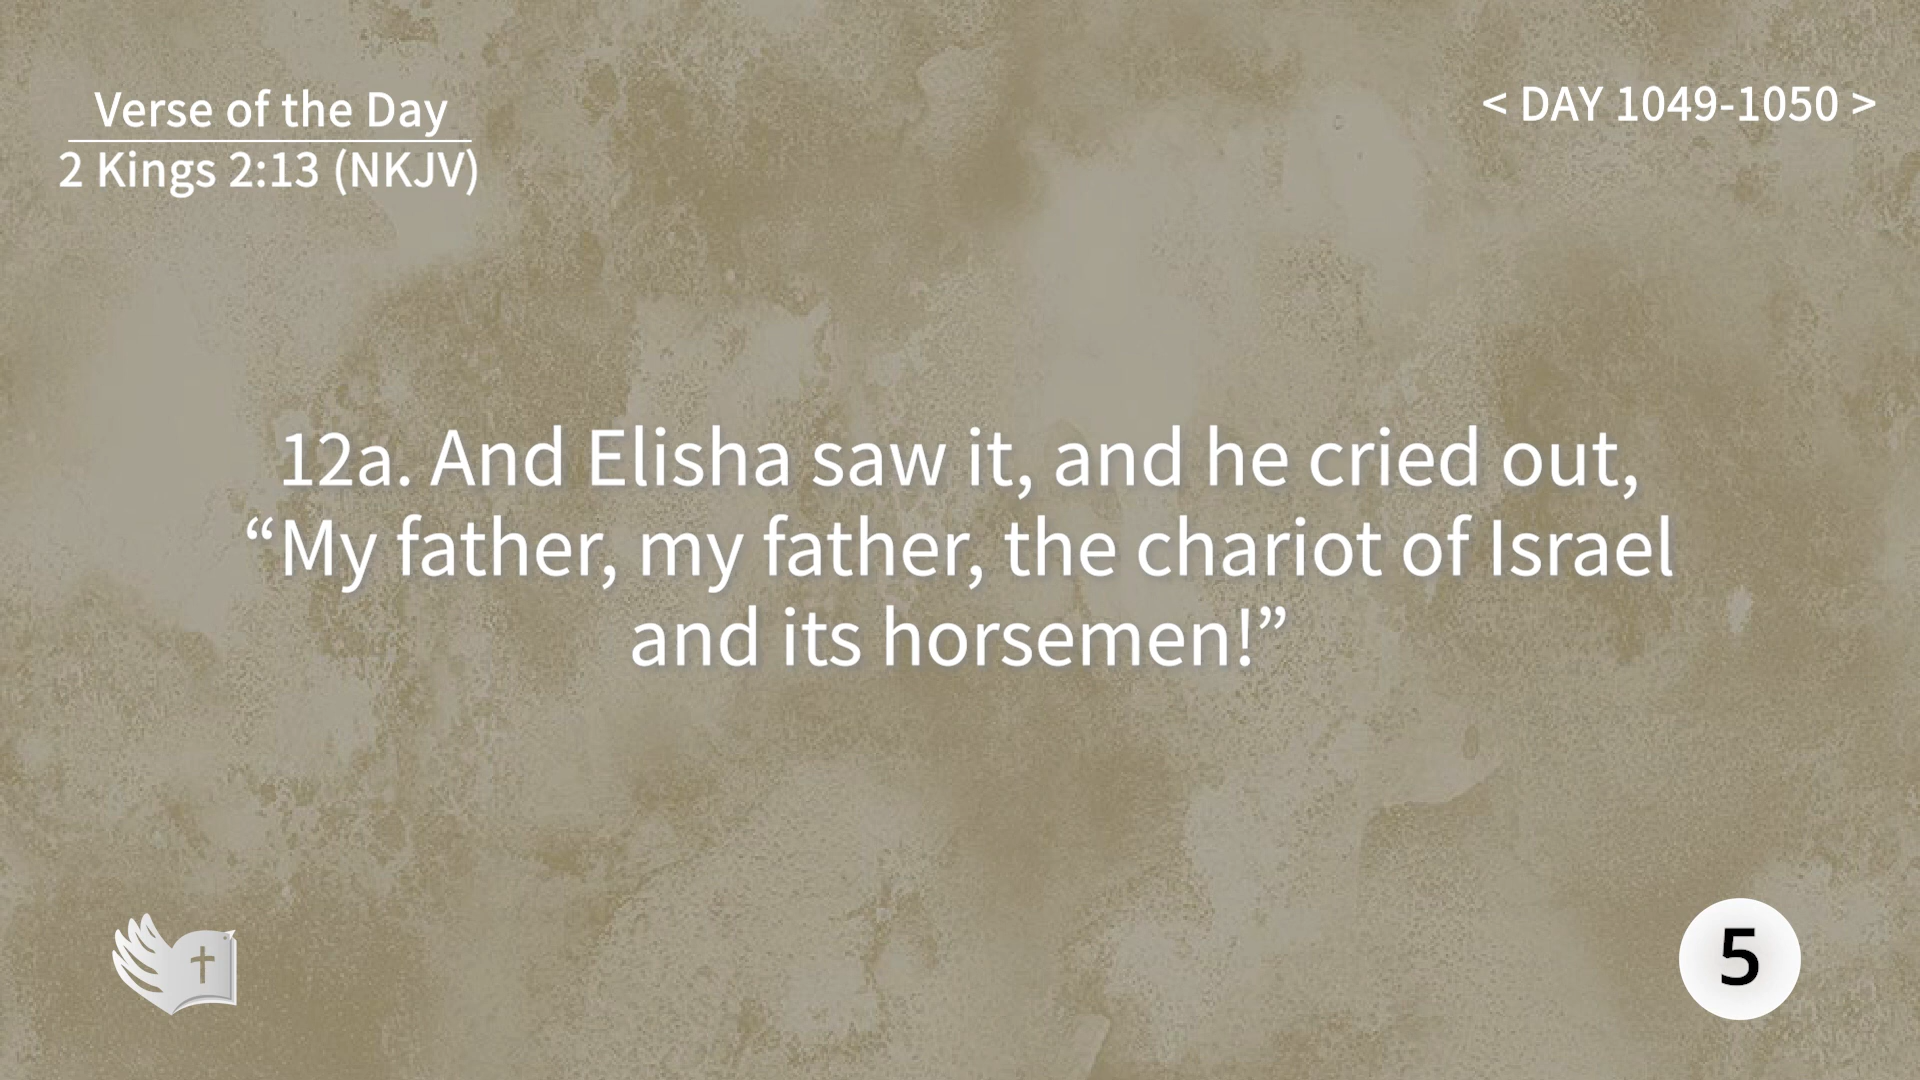 Verse of the Day
2 Kings 2:13 (NKJV)
< DAY 1049-1050 >
12a. And Elisha saw it, and he cried out,
“My father, my father, the chariot of Israel
and its horsemen!”
5